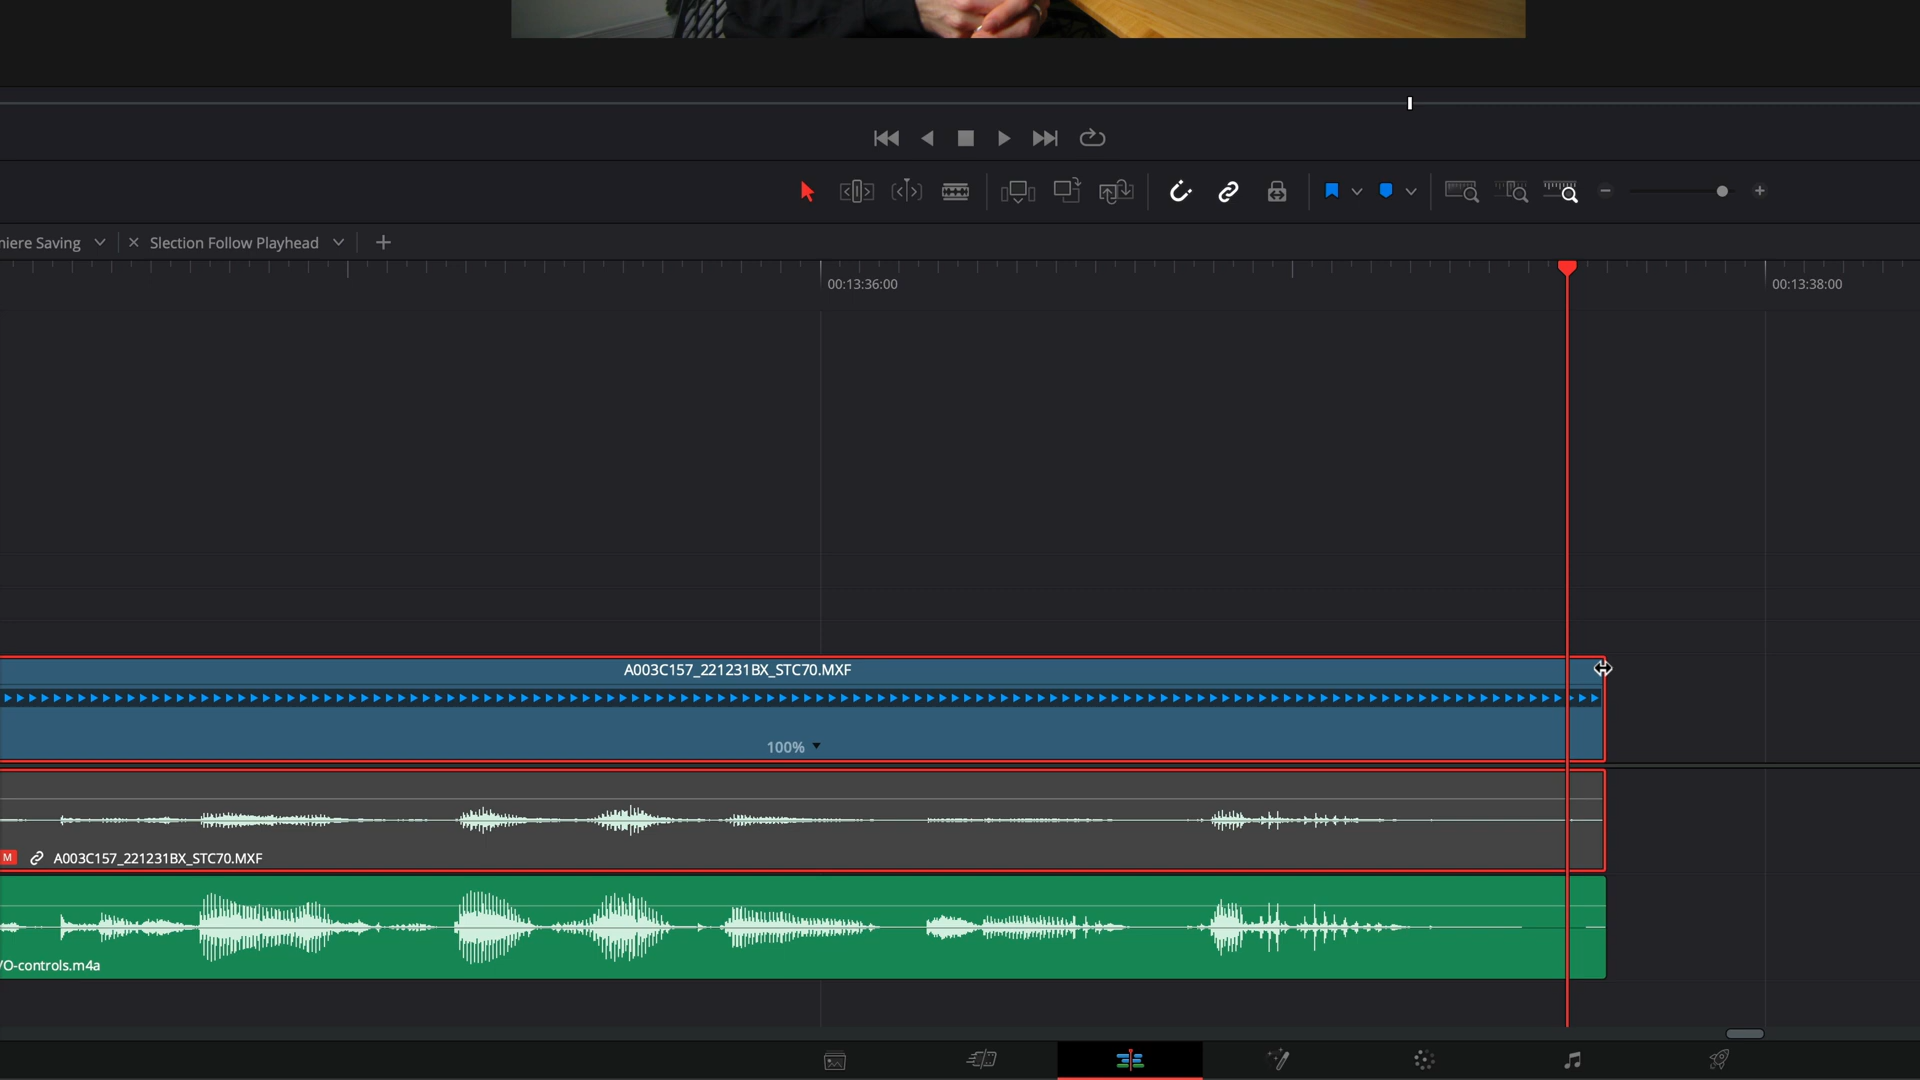 miere Saving
Slection Follow Playhead
00:13:36:00
00:13:38:00
A003C157_221231BX_STC70.MXF
100%
M
A003C157_221231BX_STC70.MXF
/O-controls.m4a